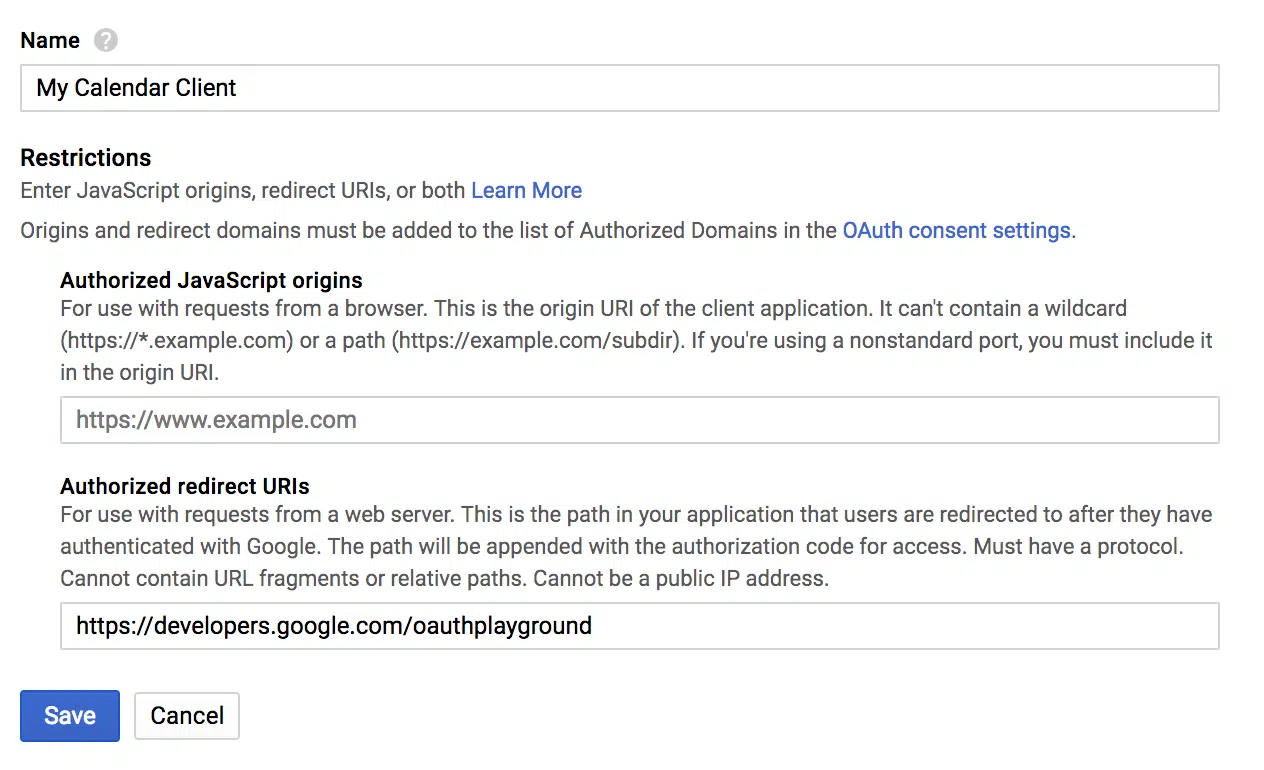 Name ?
My Calendar Client
Restrictions
Enter JavaScript origins, redirect URIs, or both Learn More
Origins and redirect domains must be added to the list of Authorized Domains in the OAuth consent settings.
Authorized JavaScript origins
For use with requests from a browser. This is the origin URI of the client application. It can't contain a wildcard
(https://*.example.com) or a path (https://example.com/subdir). If you're using a nonstandard port, you must include it
in the origin URI.
https://www.example.com
Authorized redirect URIs
For use with requests from a web server. This is the path in your application that users are redirected to after they have
authenticated with Google. The path will be appended with the authorization code for access. Must have a protocol.
Cannot contain URL fragments or relative paths. Cannot be a public IP address.
https://developers.google.com/oauthplayground
Save Cancel